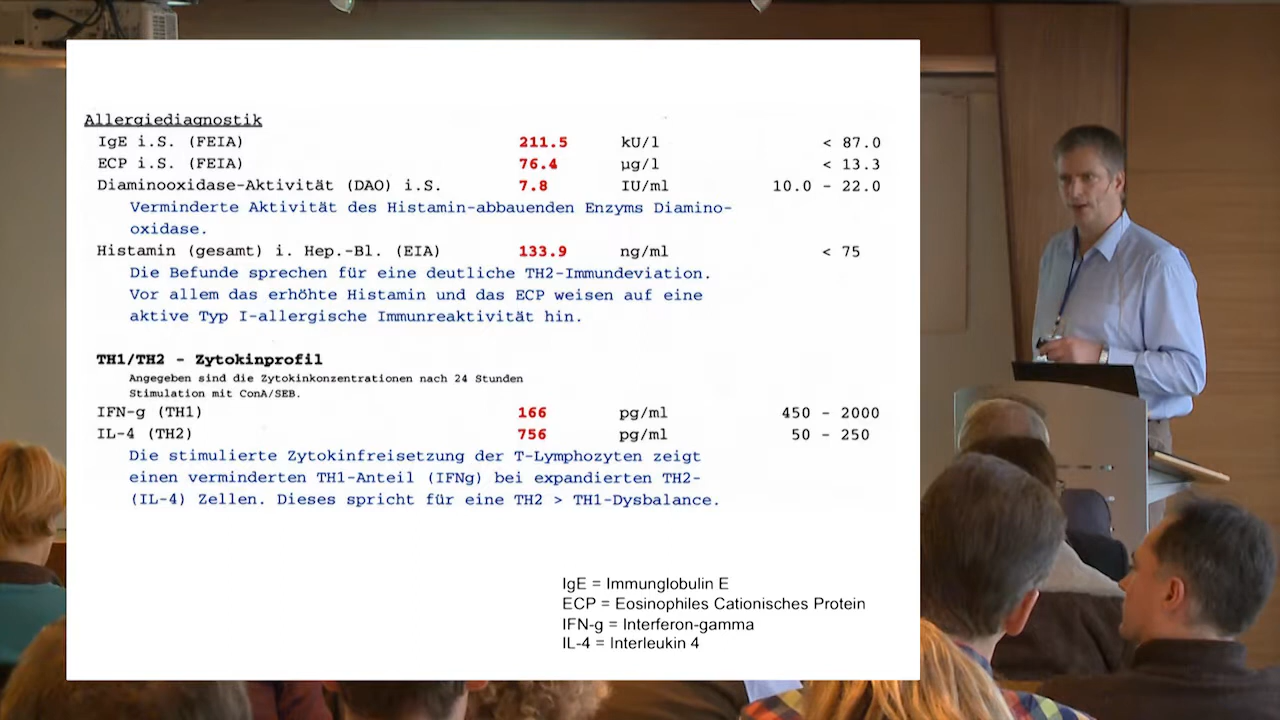 Allergiediagnostik
IgE i.S. (FEIA) 211.5 kU/l < 87.0
ECP i.S. (FEIA) 76.4 µg/l < 13.3
Diaminooxidase-Aktivität (DAO) i.S. 7.8 IU/ml 10.0 - 22.0
Verminderte Aktivität des Histamin-abbauenden Enzyms Diamino-
oxidase.
Histamin (gesamt) i. Hep.-Bl. (EIA) 133.9 ng/ml < 75
Die Befunde sprechen für eine deutliche TH2-Immundeviation.
Vor allem das erhöhte Histamin und das ECP weisen auf eine
aktive Typ I-allergische Immunreaktivität hin.
TH1/TH2 - Zytokinprofil
Angegeben sind die Zytokinkonzentrationen nach 24 Stunden
Stimulation mit ConA/SEB.
IFN-g (TH1) 166 pg/ml 450 - 2000
IL-4 (TH2) 756 pg/ml 50 - 250
Die stimulierte Zytokinfreisetzung der T-Lymphozyten zeigt
einen verminderten TH1-Anteil (IFNg) bei expandierten TH2-
(IL-4) Zellen. Dieses spricht für eine TH2 > TH1-Dysbalance.
IgE = Immunglobulin E
ECP = Eosinophiles Cationisches Protein
IFN-g = Interferon-gamma
IL-4 = Interleukin 4